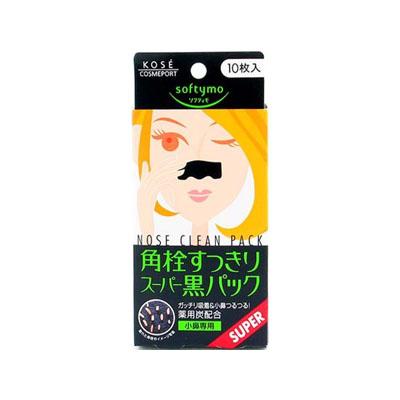 KOSÉ
COSMEPORT
10枚入
softymo
ソフティモ
NOSE CLEAN PACK
角栓すっきり
スーパー黒パック
ガッチリ吸着&小鼻つるつる!
薬用炭配合
小鼻専用
SUPER